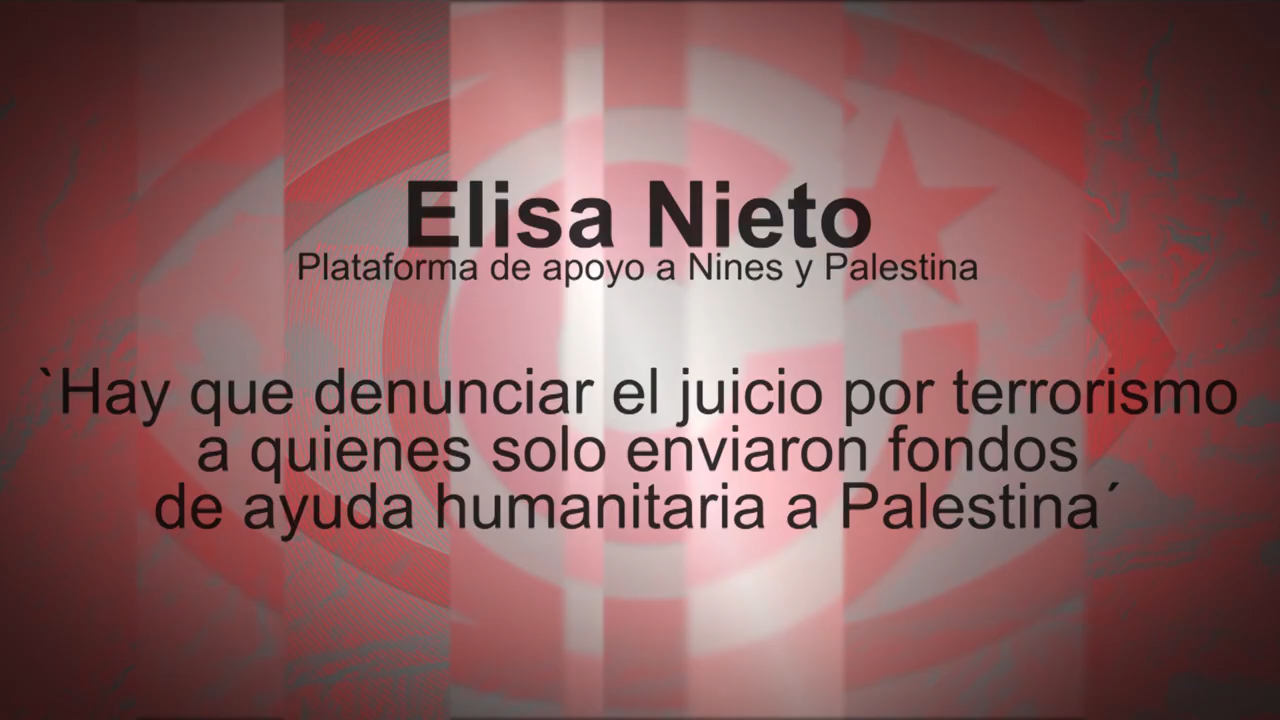 Elisa Nieto
Plataforma de apoyo a Nines y Palestina
`Hay que denunciar el juicio por terrorismo
a quienes solo enviaron fondos
de ayuda humanitaria a Palestina´